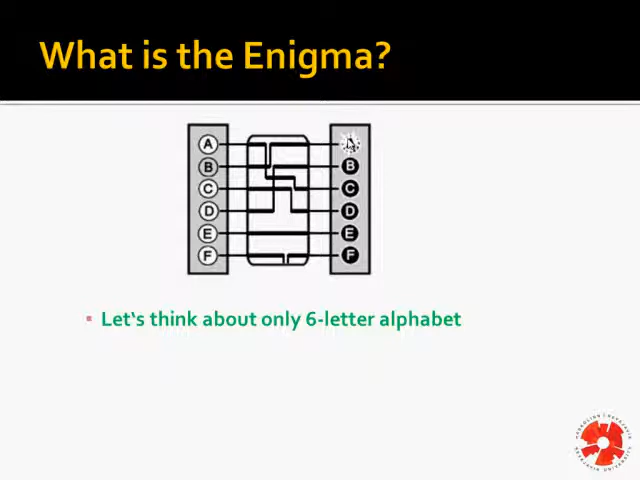 What is the Enigma?
A
B B
C C
D D
E E
F F
Let's think about only 6-letter alphabet